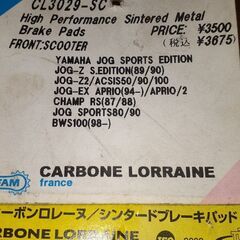 CL3029-SC
High Performance Sintered Metal
Brake Pads
PRICE: ¥3500
FRONT:SCOOTER
(税込) ¥3675
YAMAHA JOG SPORTS EDITION
JOG-Z S.EDITION(89/90)
JOG-Z2/ACSIS50/90/100
JOG-EX APRIO(94-)/APRIO/2
CHAMP RS(87/88)
JOG SPORTS80/90
BWS100(98-)
CARBONE LORRAINE
FAM
france
ーボンロレーヌ/シンタードブレーキパッド
RBONE LORRAINE